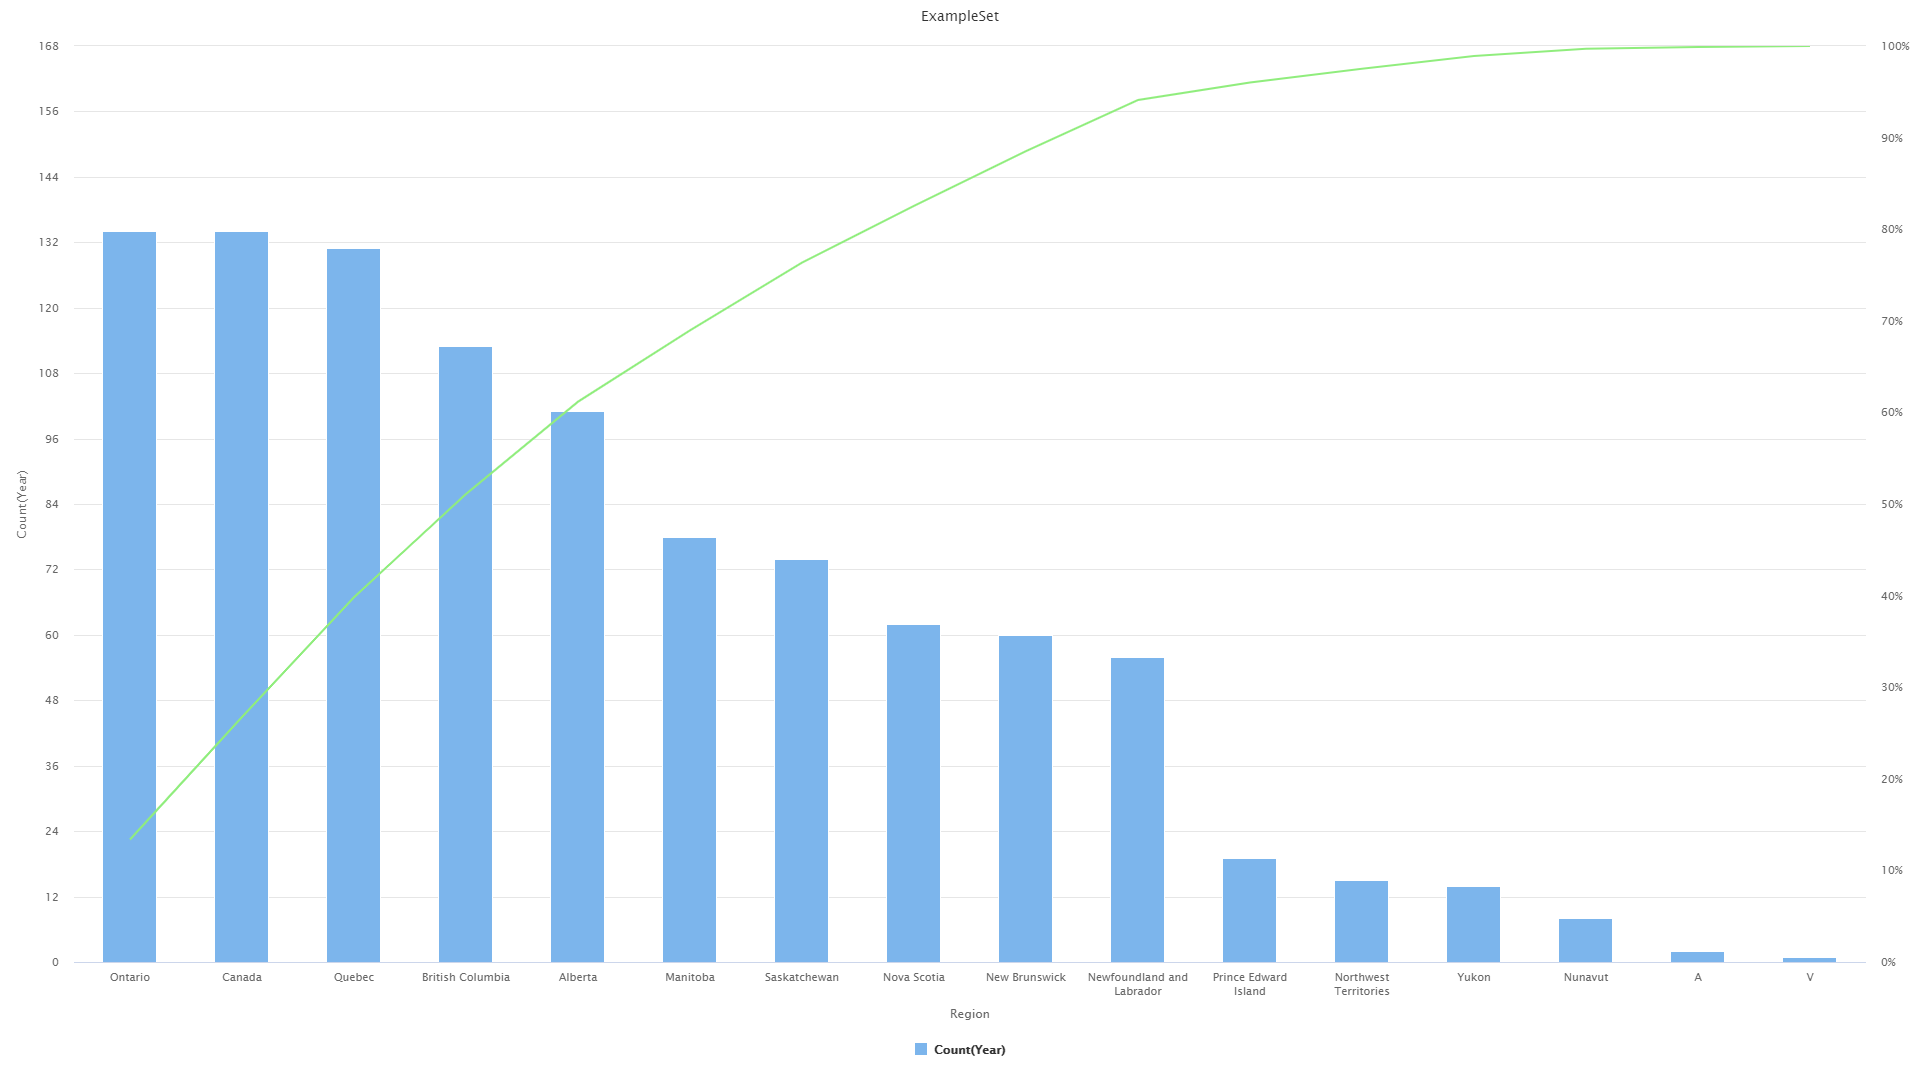 ExampleSet
168
156
144
132
120
108
96
84
72
60
48
36
24
12
0
Count(Year)
100%
90%
80%
70%
60%
50%
40%
30%
20%
10%
0%
Ontario
Canada
Quebec
British Columbia
Alberta
Manitoba
Saskatchewan
Nova Scotia
New Brunswick
Newfoundland and
Labrador
Prince Edward
Island
Northwest
Territories
Yukon
Nunavut
A
V
Region
Count(Year)